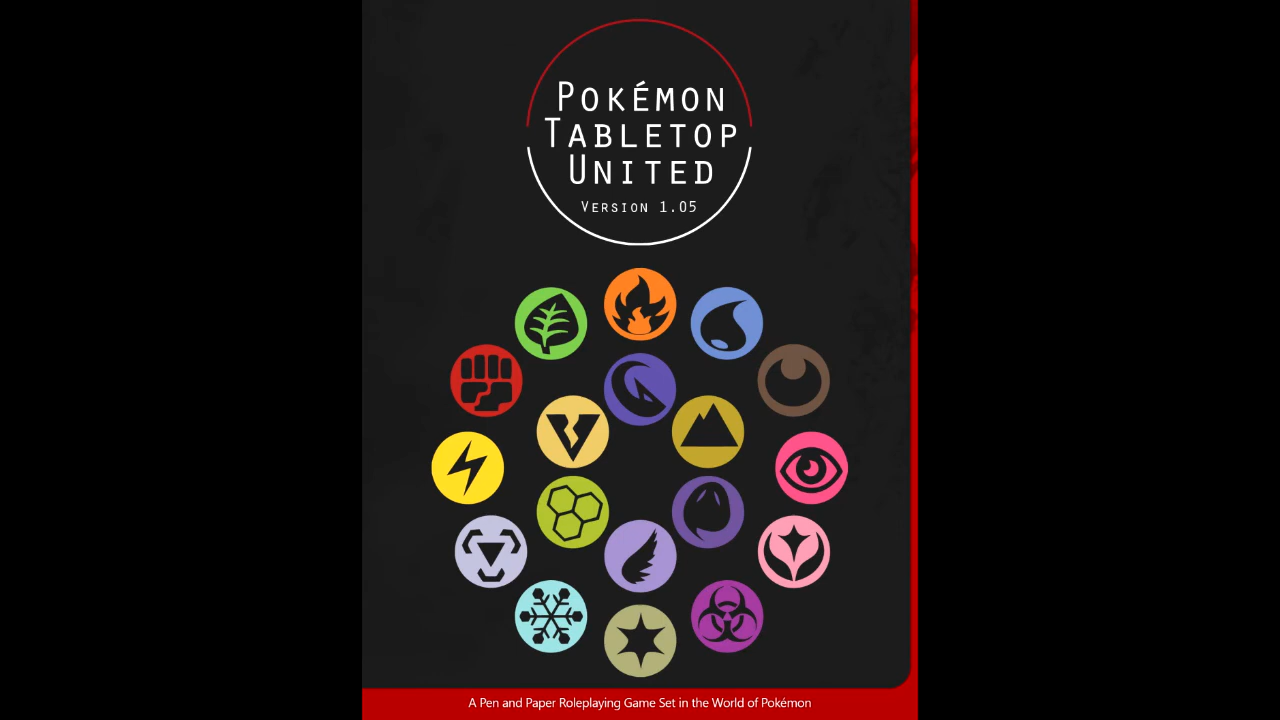 POKÉMON
TABLETOP
UNITED
VERSION 1.05
A Pen and Paper Roleplaying Game Set in the World of Pokémon